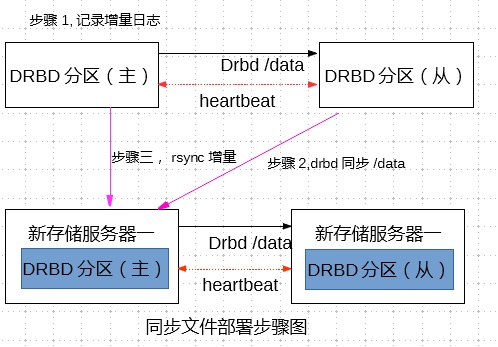 步骤 1, 记录增量日志
DRBD 分区（主）
Drbd /data
DRBD 分区（从）
heartbeat
步骤三， rsync 增量
步骤 2,drbd 同步 /data
新存储服务器一
DRBD 分区（主）
Drbd /data
新存储服务器一
DRBD 分区（从）
heartbeat
同步文件部署步骤图